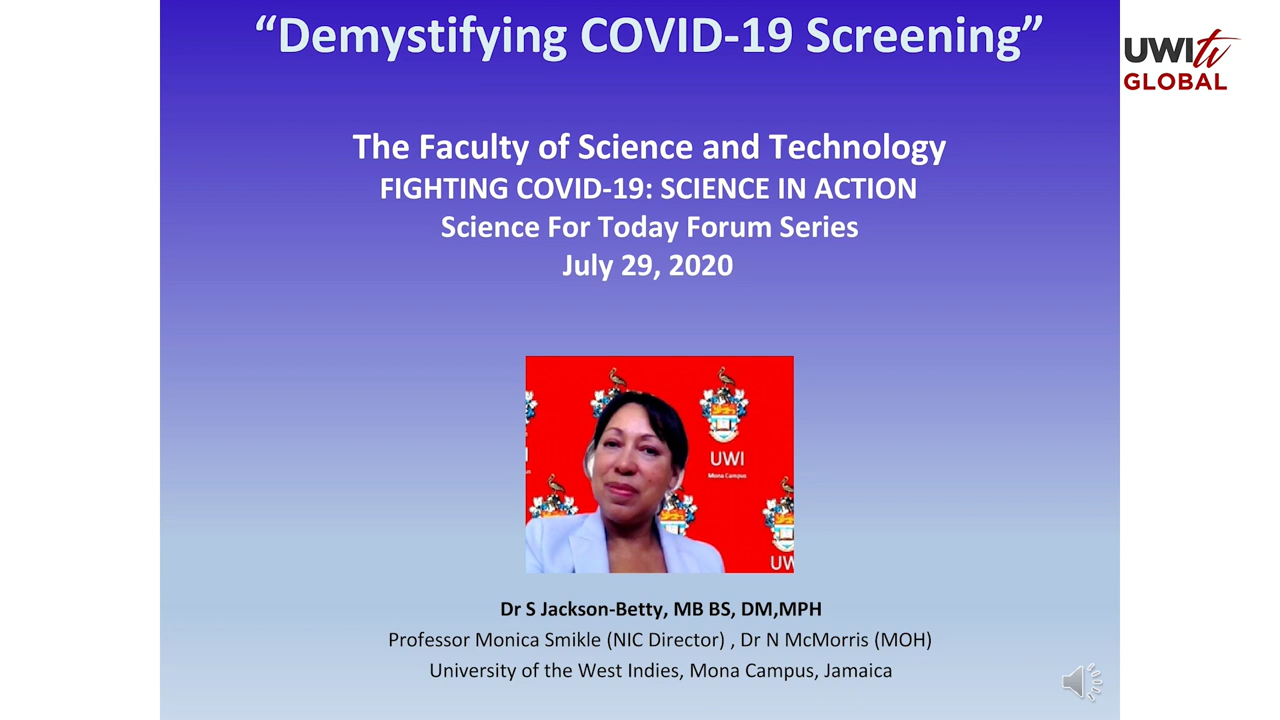 “Demystifying COVID-19 Screening”
UWItv
GLOBAL
The Faculty of Science and Technology
FIGHTING COVID-19: SCIENCE IN ACTION
Science For Today Forum Series
July 29, 2020
UWI
Mona Campus
UW
Dr S Jackson-Betty, MB BS, DM,MPH
Professor Monica Smikle (NIC Director) , Dr N McMorris (MOH)
University of the West Indies, Mona Campus, Jamaica